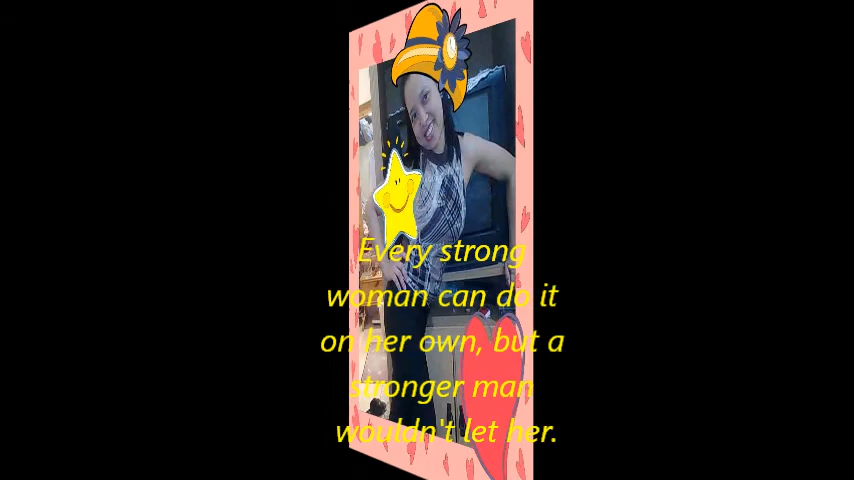 Every strong
woman can do it
on her own, but a
stronger man
wouldn't let her.